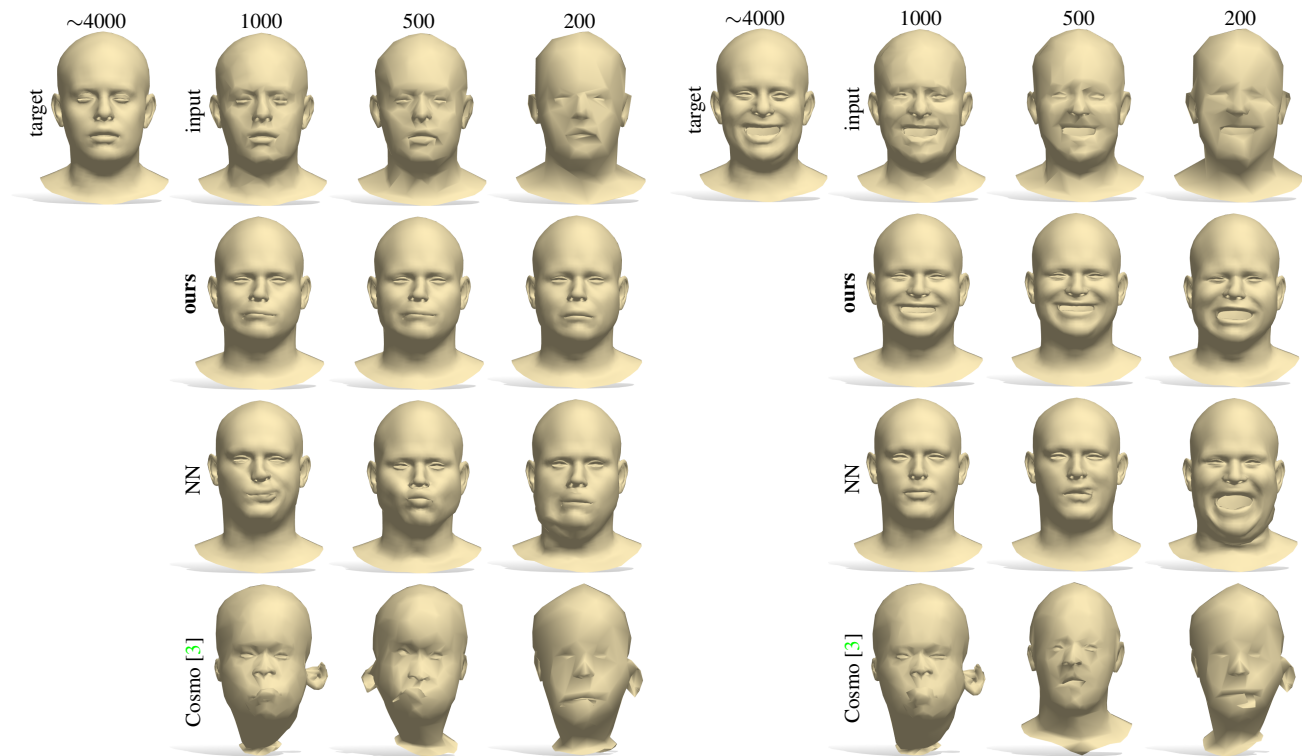 ∼4000 1000 500 200 ∼4000 1000 500 200
target input target input
ours ours
NN NN
Cosmo [3] Cosmo [3]